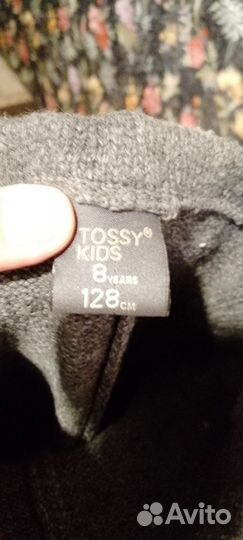 TOSSY®
KIDS
8 YEARS
128 CM
Avito